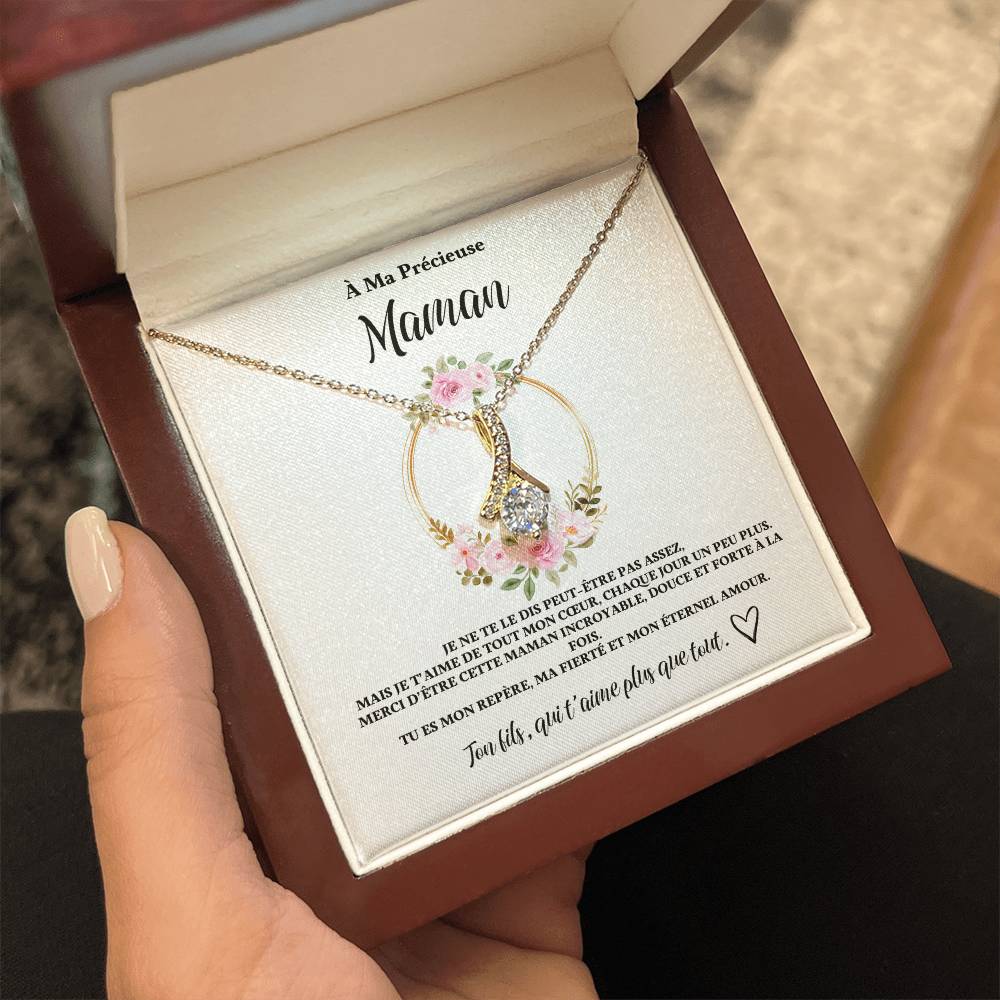 À Ma Précieuse
Maman
JE NE TE LE DIS PEUT-ÊTRE PAS ASSEZ,
MAIS JE T'AIME DE TOUT MON CŒUR, CHAQUE JOUR UN PEU PLUS.
MERCI D'ÊTRE CETTE MAMAN INCROYABLE, DOUCE ET FORTE À LA
FOIS.
TU ES MON REPÈRE, MA FIERTÉ ET MON ÉTERNEL AMOUR.
Ton fils, qui t'aime plus que tout.